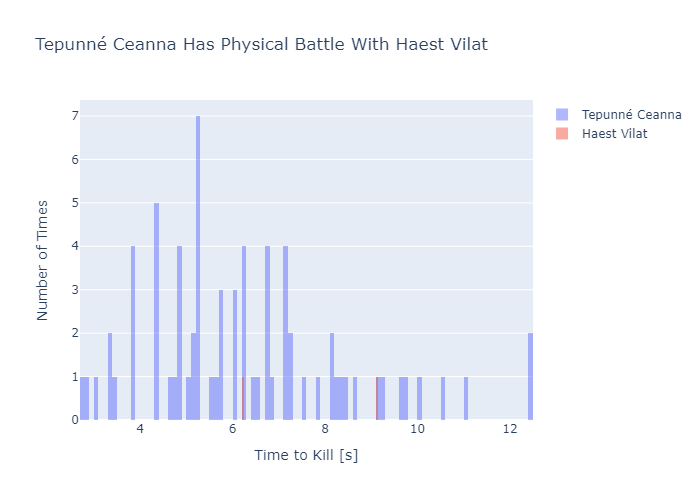 Tepunné Ceanna Has Physical Battle With Haest Vilat
Tepunné Ceanna
Haest Vilat
Number of Times
7
6
5
4
3
2
1
0
4 6 8 10 12
Time to Kill [s]